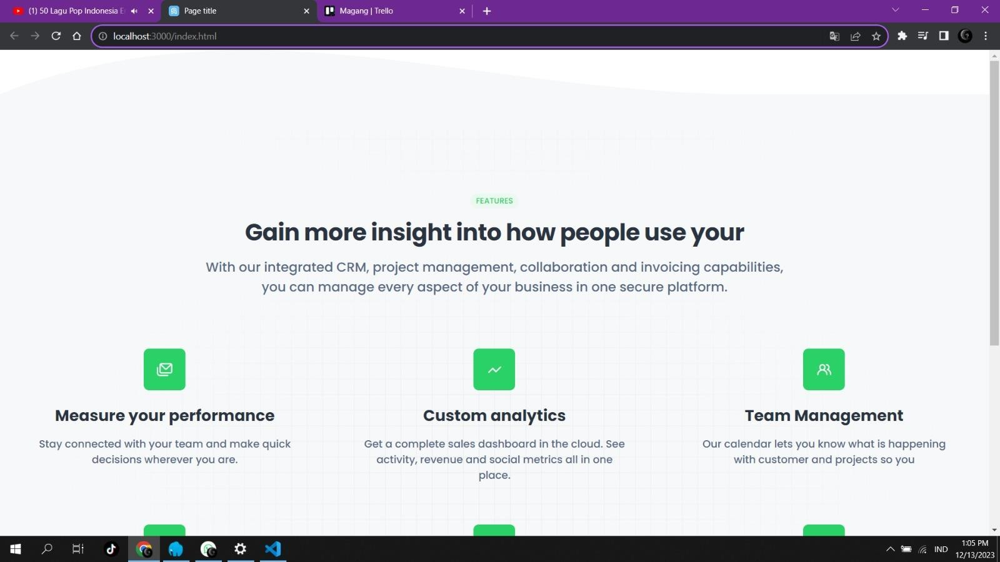 (1) 50 Lagu Pop Indonesia
Page title
Magang | Trello
localhost:3000/index.html
FEATURES
Gain more insight into how people use your
With our integrated CRM, project management, collaboration and invoicing capabilities,
you can manage every aspect of your business in one secure platform.
Measure your performance
Stay connected with your team and make quick
decisions wherever you are.
Custom analytics
Get a complete sales dashboard in the cloud. See
activity, revenue and social metrics all in one
place.
Team Management
Our calendar lets you know what is happening
with customer and projects so you
IND
1:05 PM
12/13/2023